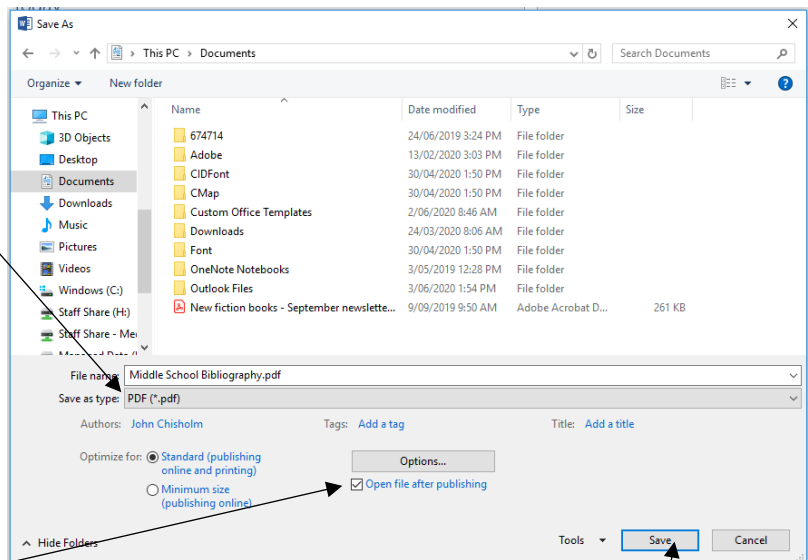 Save As
This PC > Documents
Search Documents
Organize
New folder
This PC
3D Objects
Desktop
Documents
Downloads
Music
Pictures
Videos
Windows (C:)
Staff Share (H:)
Staff Share - Me
Name Date modified Type Size
674714 24/06/2019 3:24 PM File folder
Adobe 13/02/2020 3:03 PM File folder
CIDFont 30/04/2020 1:50 PM File folder
CMap 30/04/2020 1:50 PM File folder
Custom Office Templates 2/06/2020 8:46 AM File folder
Downloads 24/03/2020 8:06 AM File folder
Font 30/04/2020 1:50 PM File folder
OneNote Notebooks 3/05/2019 12:28 PM File folder
Outlook Files 3/06/2020 1:54 PM File folder
New fiction books - September newslette... 9/09/2019 9:50 AM Adobe Acrobat D... 261 KB
File name: Middle School Bibliography.pdf
Save as type: PDF (*.pdf)
Authors: John Chisholm Tags: Add a tag Title: Add a title
Optimize for: Standard (publishing
online and printing)
Minimum size
(publishing online)
Options...
Open file after publishing
Hide Folders
Tools Save Cancel